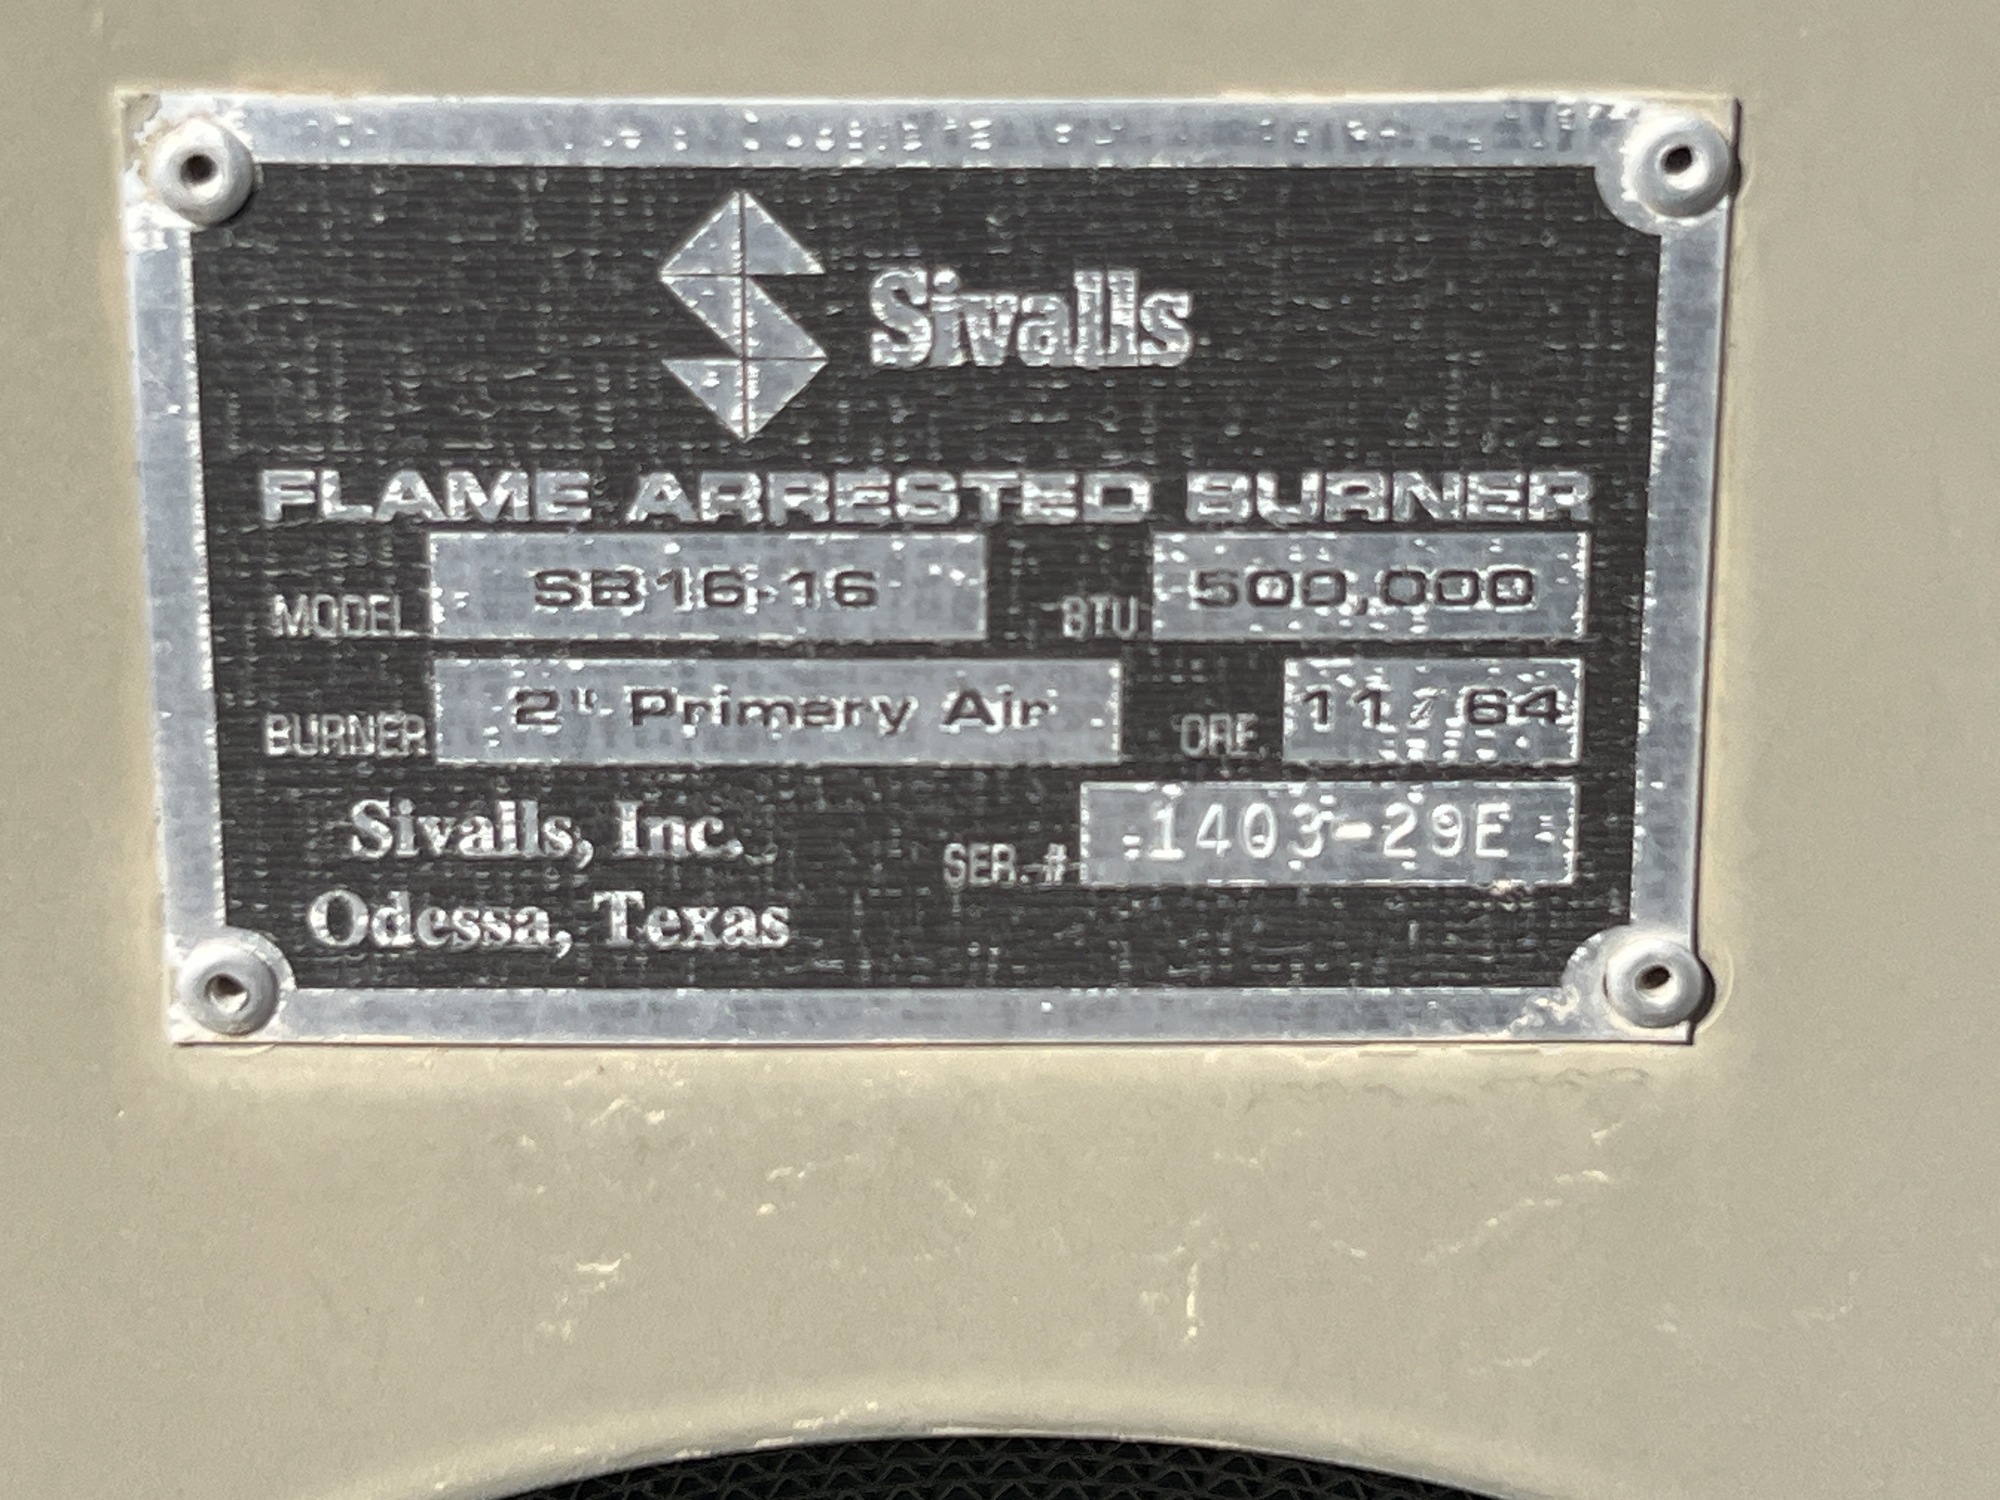 Sivalls
FLAME ARRESTED BURNER
MODEL SB16-16 BTU 500,000
BURNER 2" Primary Air ORF. 11/64
Sivalls, Inc. SER. # 1403-29E
Odessa, Texas